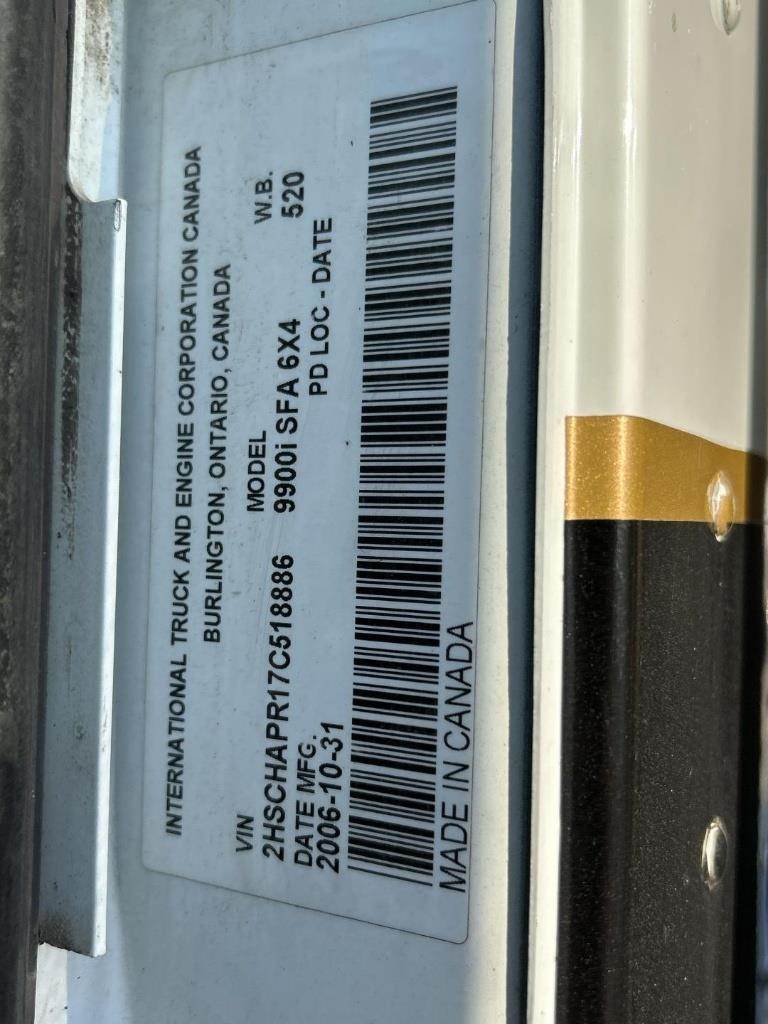 INTERNATIONAL TRUCK AND ENGINE CORPORATION CANADA
BURLINGTON, ONTARIO, CANADA
VIN MODEL W.B.
2HSCHAPR17C518886 9900i SFA 6X4 520
DATE MFG. PD LOC - DATE
2006-10-31
MADE IN CANADA